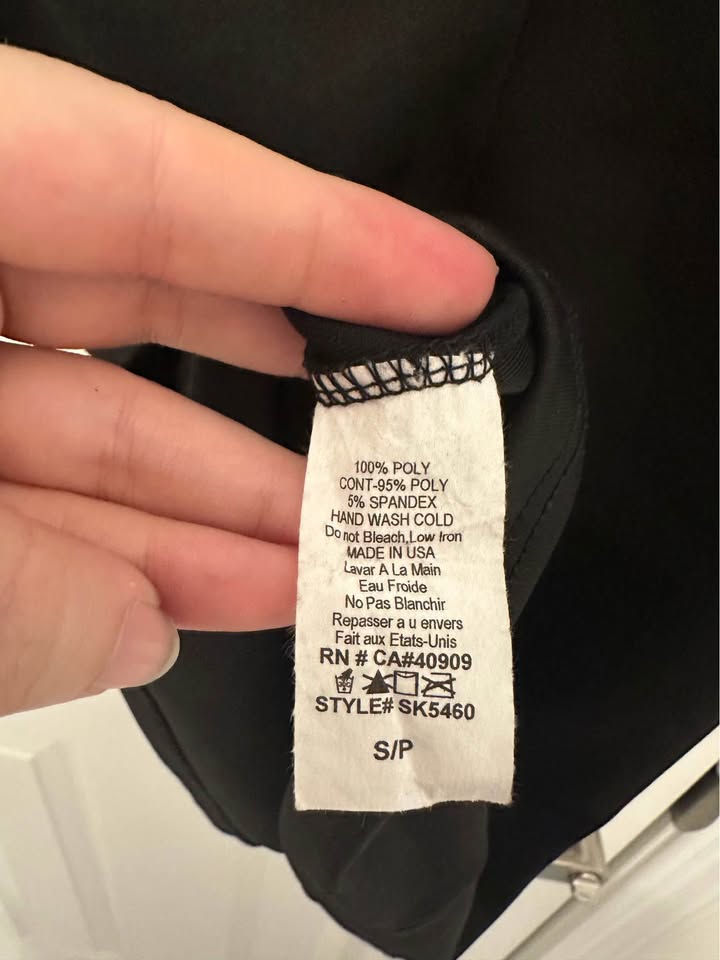 100% POLY
CONT-95% POLY
5% SPANDEX
HAND WASH COLD
Do not Bleach,Low Iron
MADE IN USA
Lavar A La Main
Eau Froide
No Pas Blanchir
Repasser a u envers
Fait aux Etats-Unis
RN # CA#40909
STYLE# SK5460
S/P